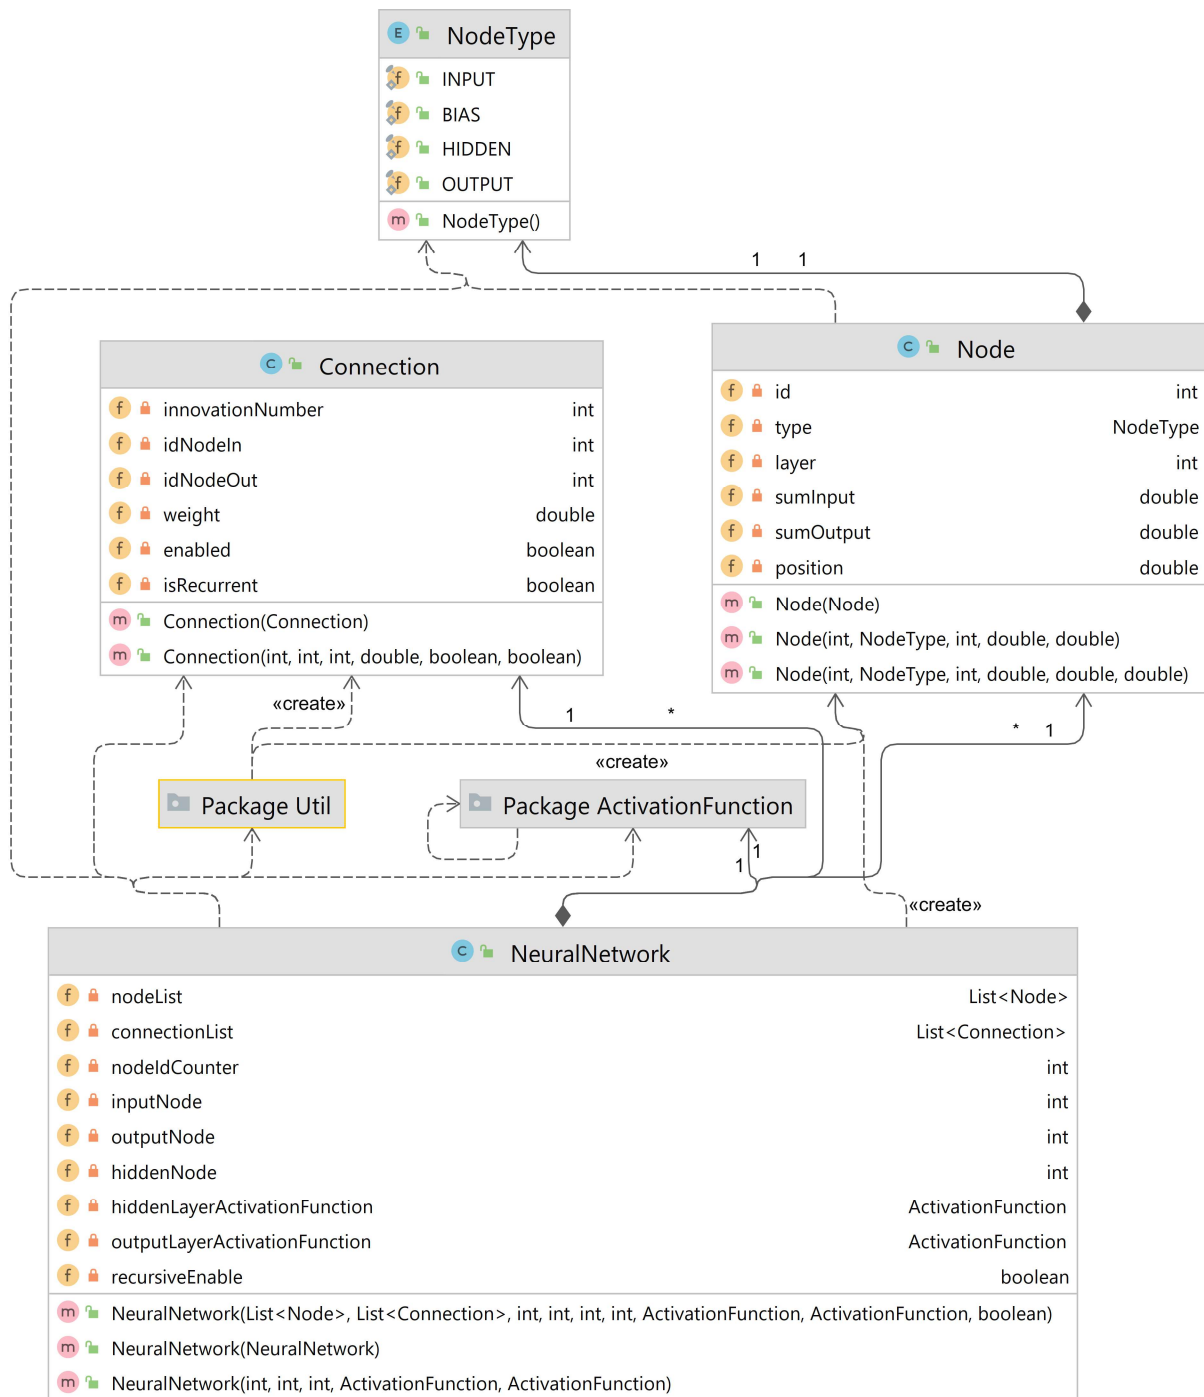 E NodeType
f INPUT
f BIAS
f HIDDEN
f OUTPUT
m NodeType()
1 1
C Connection
f innovationNumber int
f idNodeIn int
f idNodeOut int
f weight double
f enabled boolean
f isRecurrent boolean
m Connection(Connection)
m Connection(int, int, int, double, boolean, boolean)
C Node
f id int
f type NodeType
f layer int
f sumInput double
f sumOutput double
f position double
m Node(Node)
m Node(int, NodeType, int, double, double)
m Node(int, NodeType, int, double, double, double)
«create»
1 *
* 1
«create»
Package Util
Package ActivationFunction
1
1
«create»
C NeuralNetwork
f nodeList List<Node>
f connectionList List<Connection>
f nodeIdCounter int
f inputNode int
f outputNode int
f hiddenNode int
f hiddenLayerActivationFunction ActivationFunction
f outputLayerActivationFunction ActivationFunction
f recursiveEnable boolean
m NeuralNetwork(List<Node>, List<Connection>, int, int, int, int, ActivationFunction, ActivationFunction, boolean)
m NeuralNetwork(NeuralNetwork)
m NeuralNetwork(int, int, int, ActivationFunction, ActivationFunction)